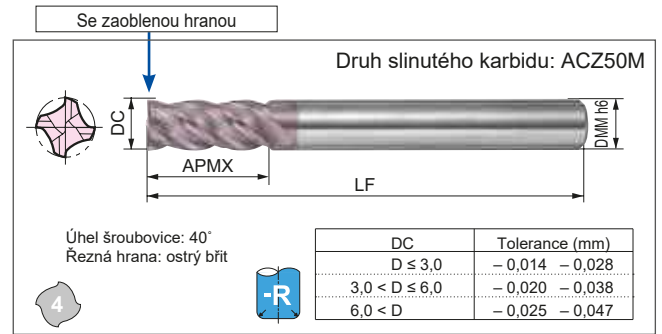 Se zaoblenou hranou
Druh slinutého karbidu: ACZ50M
DC
DMM h6
APMX
LF
Úhel šroubovice: 40˚
Řezná hrana: ostrý břit
4
-R
DC Tolerance (mm)
D ≤ 3,0 – 0,014 – 0,028
3,0 < D ≤ 6,0 – 0,020 – 0,038
6,0 < D – 0,025 – 0,047